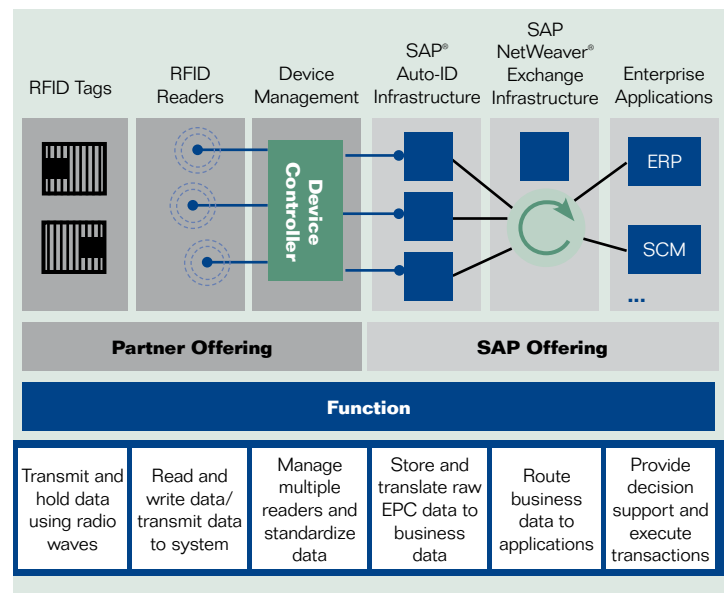 RFID Tags
RFID
Readers
Device
Management
SAP®
Auto-ID
Infrastructure
SAP
NetWeaver®
Exchange
Infrastructure
Enterprise
Applications
Device
Controller
ERP
SCM
...
Partner Offering
SAP Offering
Function
Transmit and
hold data
using radio
waves
Read and
write data/
transmit data
to system
Manage
multiple
readers and
standardize
data
Store and
translate raw
EPC data to
business
data
Route
business
data to
applications
Provide
decision
support and
execute
transactions